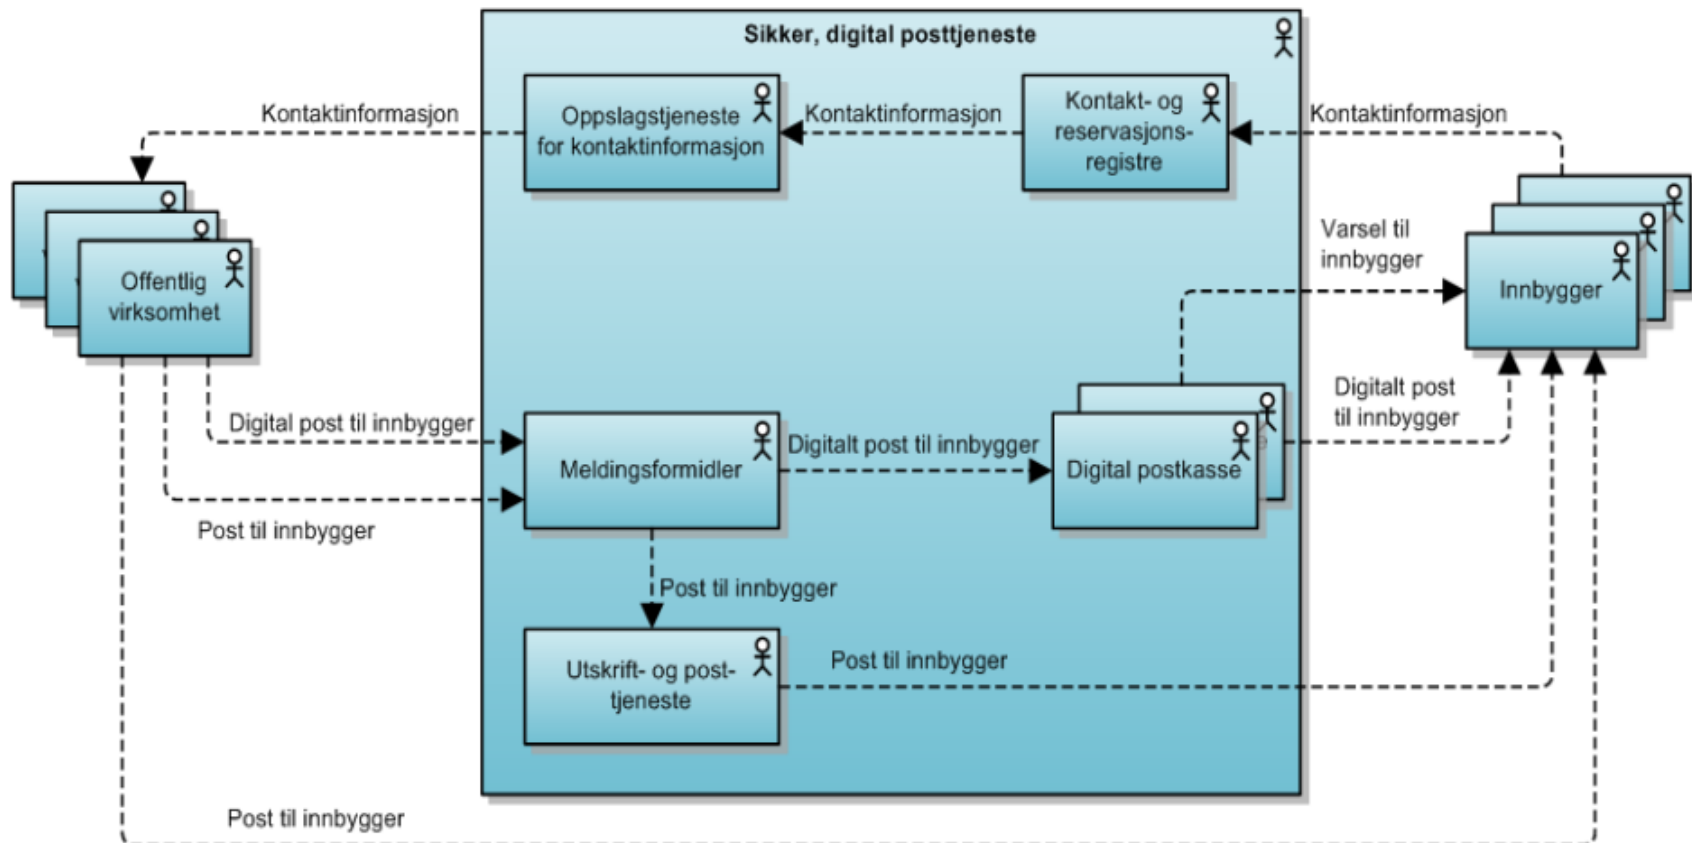 Sikker, digital posttjeneste
Kontaktinformasjon
Oppslagstjeneste
for kontaktinformasjon
Kontaktinformasjon
Kontakt- og
reservasjons-
registre
Kontaktinformasjon
Offentlig
virksomhet
Varsel til
innbygger
Innbygger
Digital post til innbygger
Meldingsformidler
Digitalt post til innbygger
Digital postkasse
Digitalt post
til innbygger
Post til innbygger
Post til innbygger
Utskrift- og post-
tjeneste
Post til innbygger
Post til innbygger